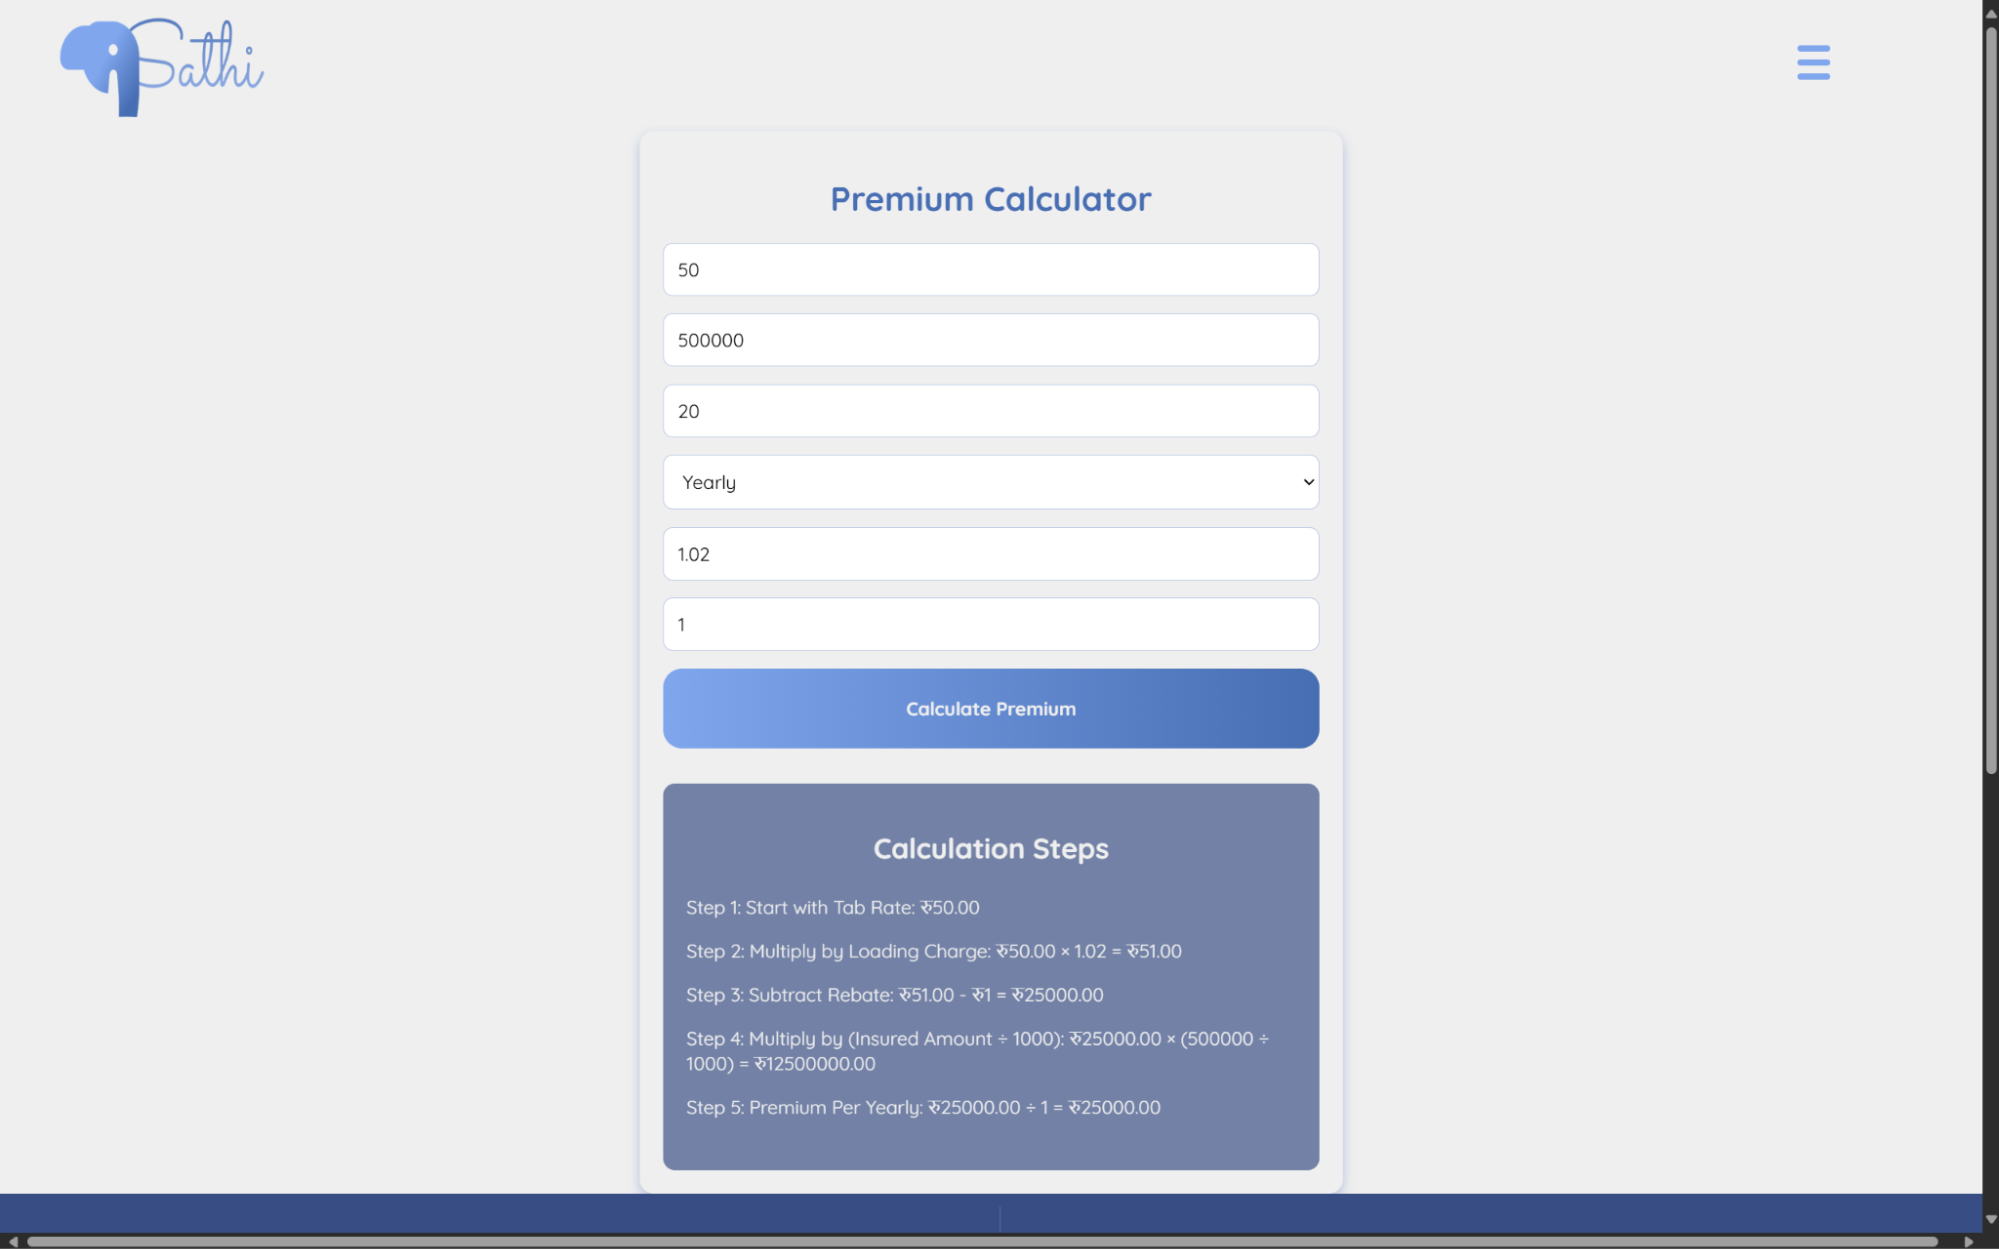 Sathi
Premium Calculator
50
500000
20
Yearly
1.02
1
Calculate Premium
Calculation Steps
Step 1: Start with Tab Rate: रु50.00
Step 2: Multiply by Loading Charge: रु50.00 × 1.02 = रु51.00
Step 3: Subtract Rebate: रु51.00 - रु1 = रु25000.00
Step 4: Multiply by (Insured Amount ÷ 1000): रु25000.00 × (500000 ÷
1000) = रु12500000.00
Step 5: Premium Per Yearly: रु25000.00 ÷ 1 = रु25000.00